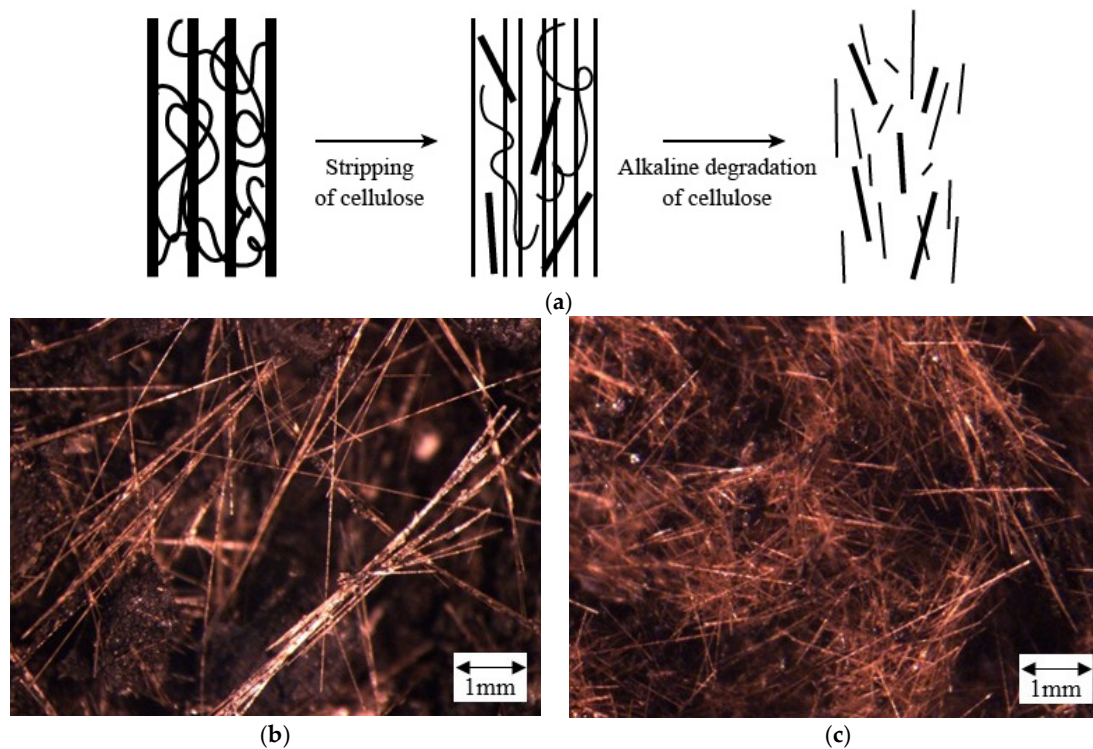 Stripping
of cellulose
Alkaline degradation
of cellulose
(a)
1mm
1mm
(b)
(c)